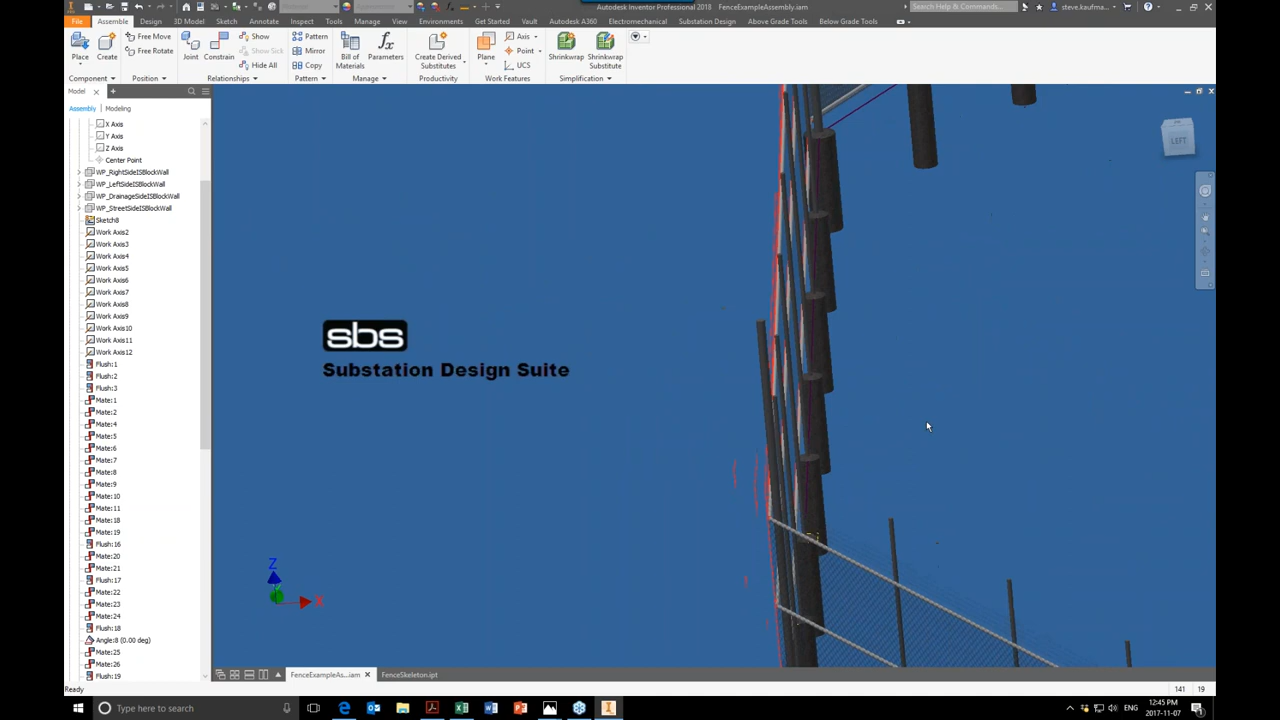 Autodesk Inventor Professional 2018 FenceExampleAssembly.iam
Search Help & Commands...
steve.kaufma...
File Assembly Design 3D Model Sketch Annotate Inspect Tools Manage View Environments Get Started Vault Autodesk A360 Electromechanical Substation Design Above Grade Tools Below Grade Tools
Place
Create
Free Move
Free Rotate
Joint
Constrain
Show
Show Sick
Hide All
Pattern
Mirror
Copy
Bill of
Materials
Parameters
Create Derived
Substitutes
Plane
Axis
Point
UCS
Shrinkwrap
Shrinkwrap
Substitute
Component Position Relationships Pattern Manage Productivity Work Features Simplification
Model
Assembly Modeling
X Axis
Y Axis
Z Axis
Center Point
WP_RightSideISBlockWall
WP_LeftSideISBlockWall
WP_DrainageSideISBlockWall
WP_StreetSideISBlockWall
Sketch8
Work Axis2
Work Axis3
Work Axis4
Work Axis5
Work Axis6
Work Axis7
Work Axis8
Work Axis9
Work Axis10
Work Axis11
Work Axis12
Flush:1
Flush:2
Flush:3
Mate:1
Mate:2
Mate:4
Mate:5
Mate:6
Mate:7
Mate:8
Mate:9
Mate:10
Mate:11
Mate:18
Mate:19
Flush:16
Mate:20
Mate:21
Flush:17
Mate:22
Mate:23
Mate:24
Flush:18
Angle:8 (0.00 deg)
Mate:25
Mate:26
Flush:19
LEFT
sbs
Substation Design Suite
Z
X
FenceExampleAs...iam
FenceSkeleton.ipt
Ready
141 19
Type here to search
ENG
12:45 PM
2017-11-07